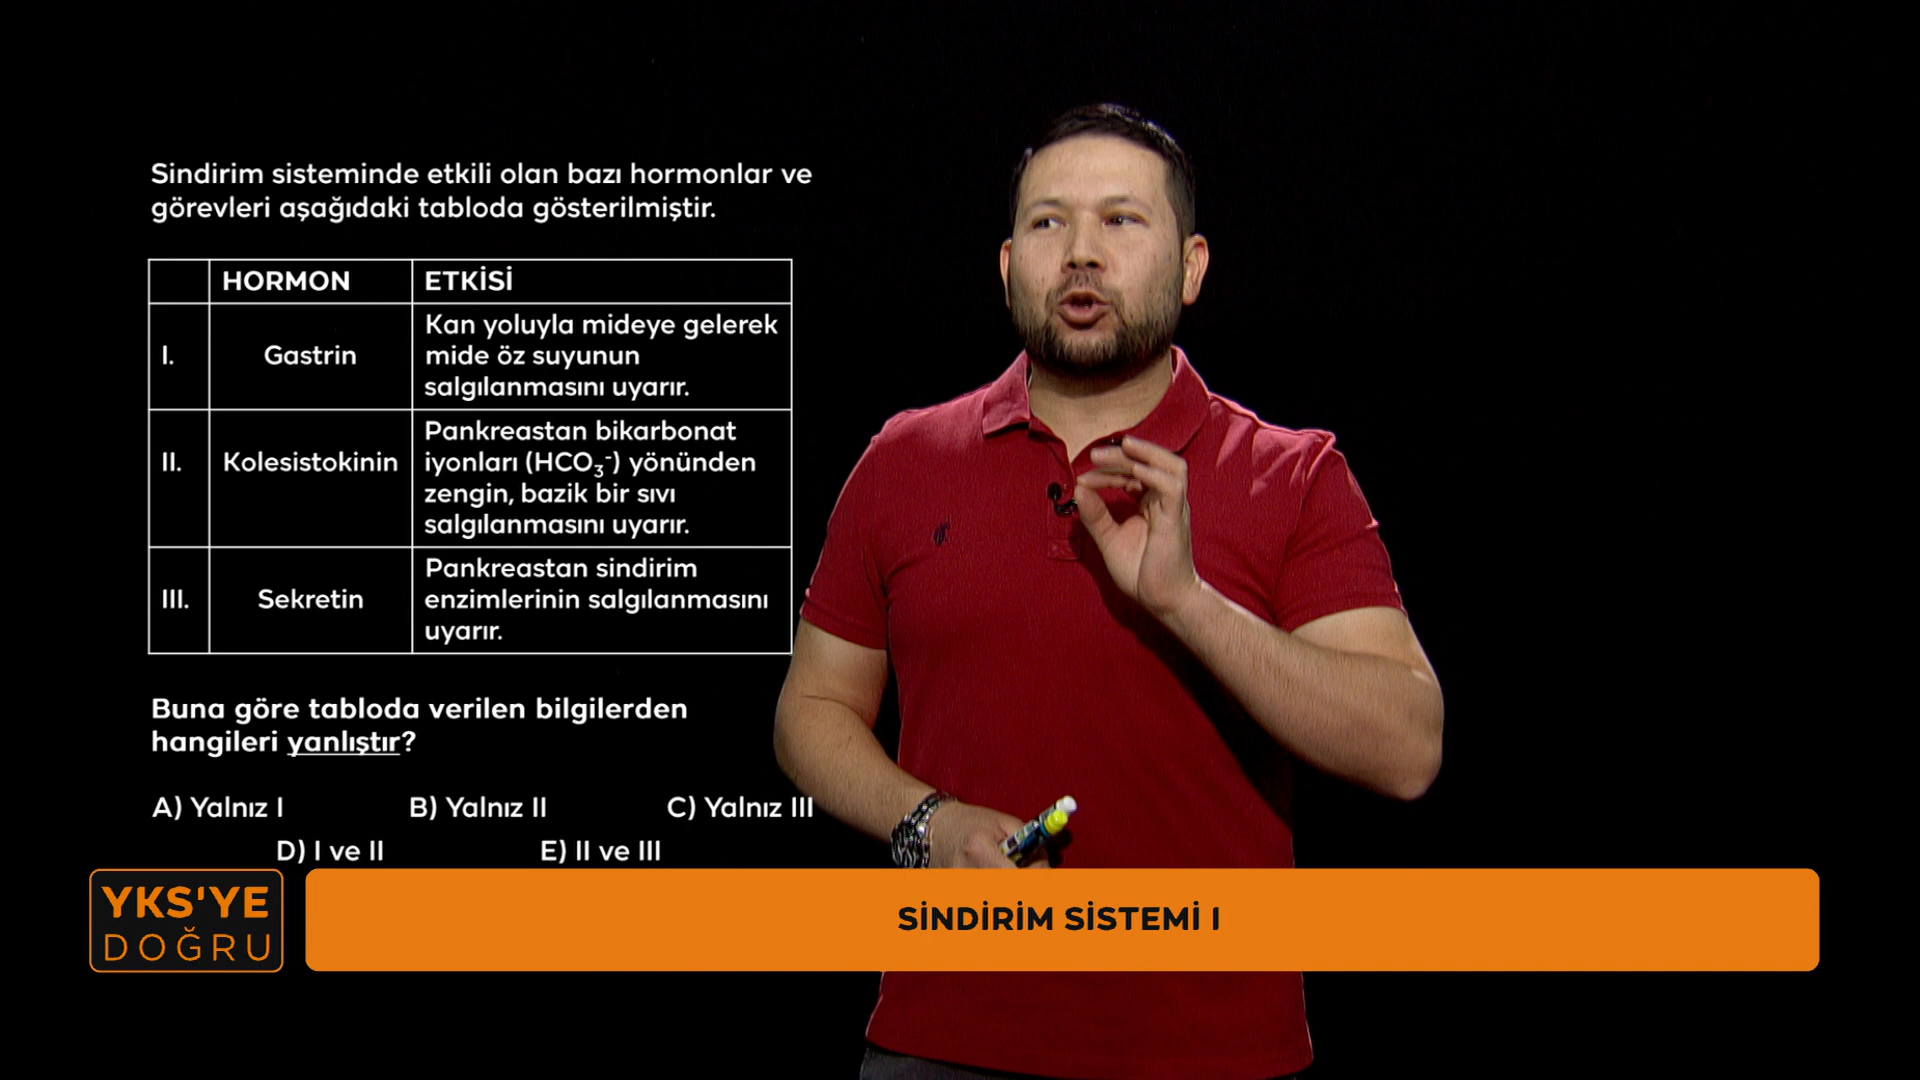 Sindirim sisteminde etkili olan bazı hormonlar ve
görevleri aşağıdaki tabloda gösterilmiştir.
HORMON ETKİSİ
I. Gastrin Kan yoluyla mideye gelerek
mide öz suyunun
salgılanmasını uyarır.
II. Kolesistokinin Pankreastan bikarbonat
iyonları (HCO₃⁻) yönünden
zengin, bazik bir sıvı
salgılanmasını uyarır.
III. Sekretin Pankreastan sindirim
enzimlerinin salgılanmasını
uyarır.
Buna göre tabloda verilen bilgilerden
hangileri yanlıştır?
A) Yalnız I B) Yalnız II C) Yalnız III
D) I ve II E) II ve III
YKS'YE
DOĞRU
SİNDİRİM SİSTEMİ I